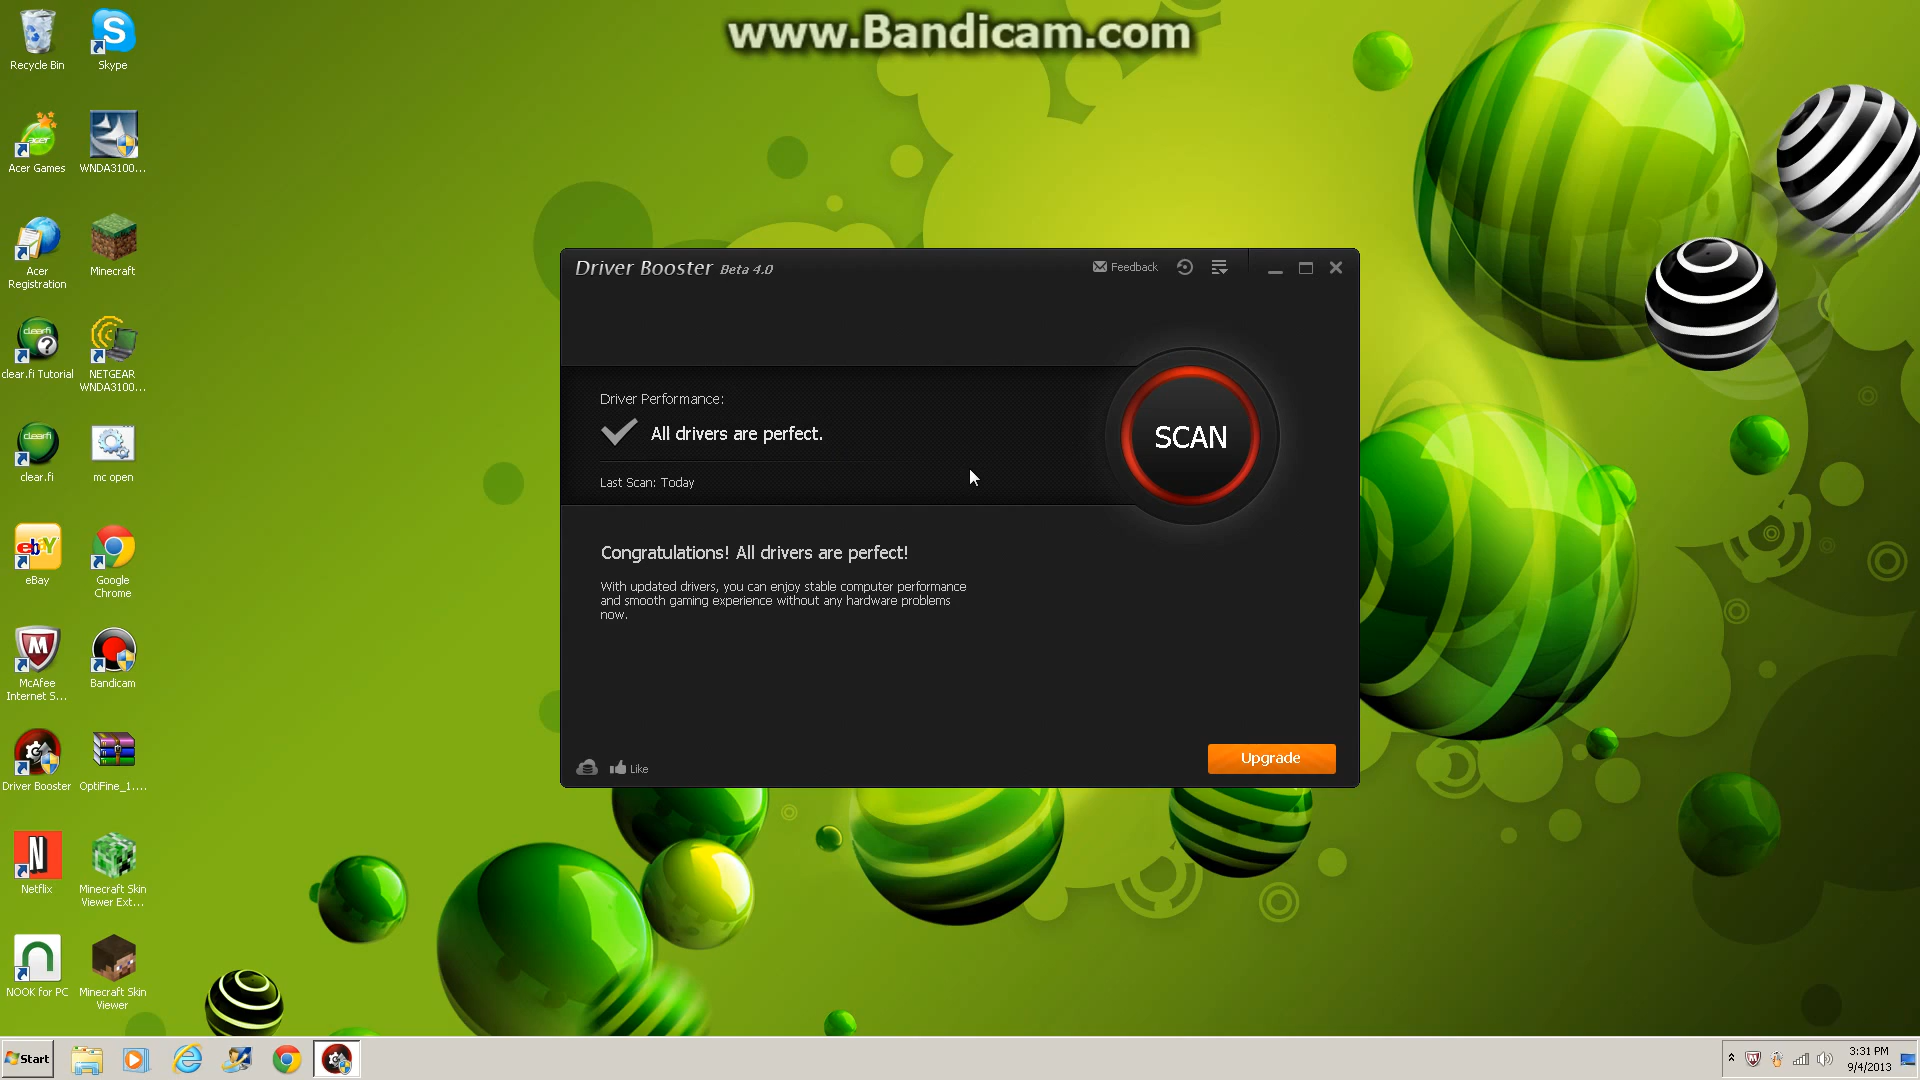 www.Bandicam.com
Recycle Bin
Skype
Acer Games
WNDA3100...
Acer
Registration
Minecraft
clear.fi Tutorial
NETGEAR
WNDA3100...
clear.fi
mc open
eBay
Google
Chrome
McAfee
Internet S...
Bandicam
Driver Booster
OptiFine_1....
Netflix
Minecraft Skin
Viewer Ext...
NOOK for PC
Minecraft Skin
Viewer
Driver Booster Beta 4.0
Feedback
Driver Performance:
All drivers are perfect.
Last Scan: Today
SCAN
Congratulations! All drivers are perfect!
With updated drivers, you can enjoy stable computer performance
and smooth gaming experience without any hardware problems
now.
Like
Upgrade
Start
3:31 PM
9/4/2013